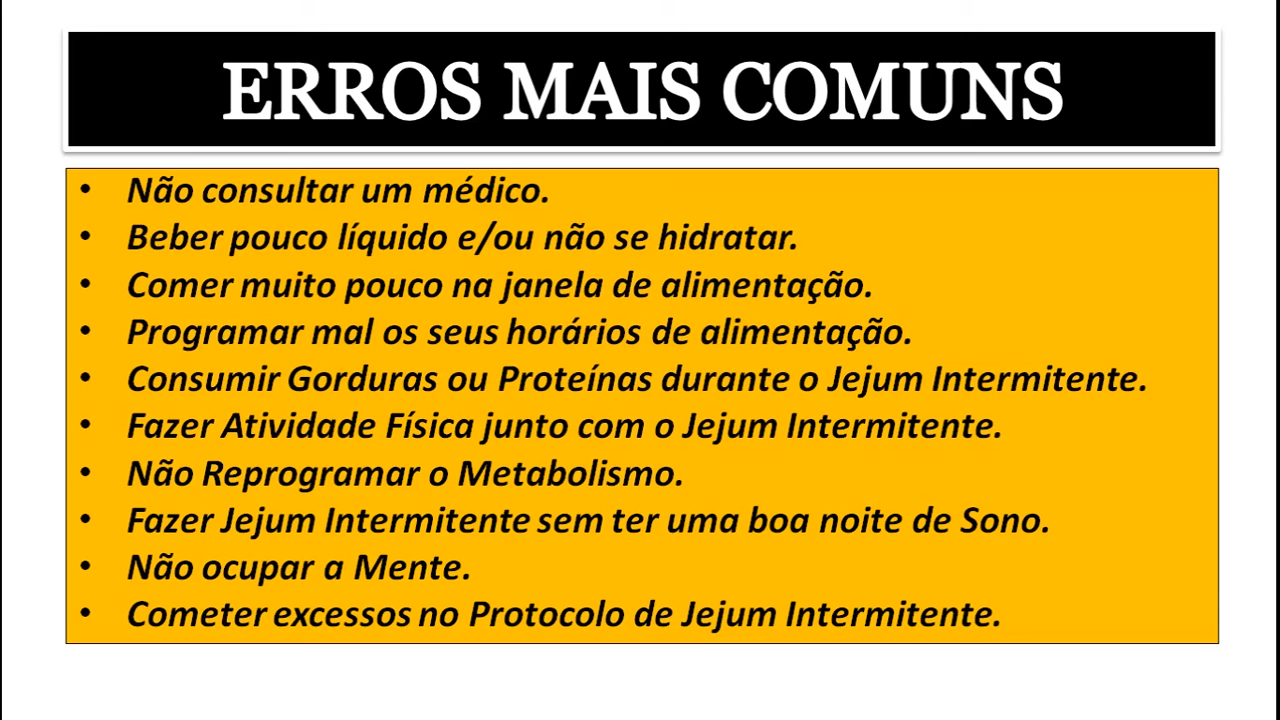 ERROS MAIS COMUNS
• Não consultar um médico.
• Beber pouco líquido e/ou não se hidratar.
• Comer muito pouco na janela de alimentação.
• Programar mal os seus horários de alimentação.
• Consumir Gorduras ou Proteínas durante o Jejum Intermitente.
• Fazer Atividade Física junto com o Jejum Intermitente.
• Não Reprogramar o Metabolismo.
• Fazer Jejum Intermitente sem ter uma boa noite de Sono.
• Não ocupar a Mente.
• Cometer excessos no Protocolo de Jejum Intermitente.